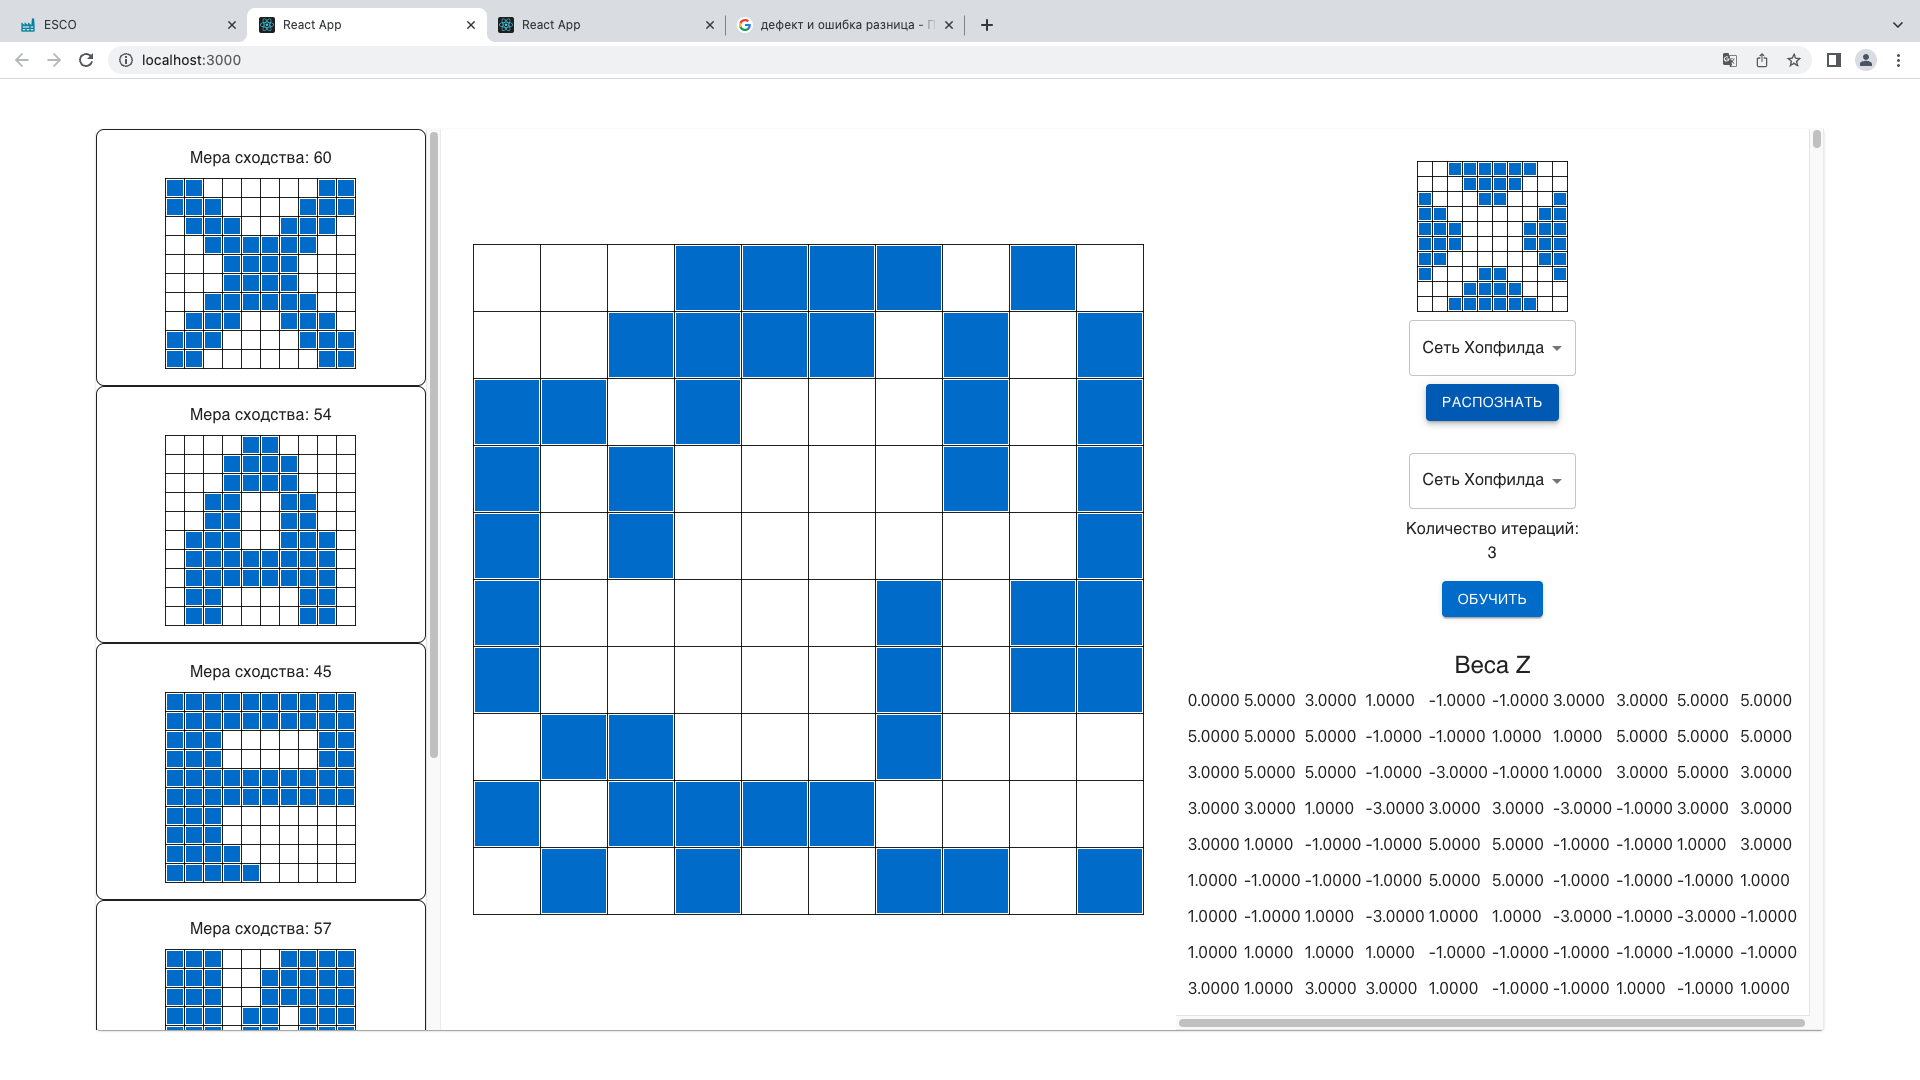 ESCO
React App
React App
дефект и ошибка разница -
localhost:3000
Мера сходства: 60
Мера сходства: 54
Мера сходства: 45
Мера сходства: 57
Сеть Хопфилда
РАСПОЗНАТЬ
Сеть Хопфилда
Количество итераций:
3
ОБУЧИТЬ
Веса Z
0.0000 5.0000 3.0000 1.0000 -1.0000 -1.0000 3.0000 3.0000 5.0000 5.0000
5.0000 5.0000 5.0000 -1.0000 -1.0000 1.0000 1.0000 5.0000 5.0000 5.0000
3.0000 5.0000 5.0000 -1.0000 -3.0000 -1.0000 1.0000 3.0000 5.0000 3.0000
3.0000 3.0000 1.0000 -3.0000 3.0000 3.0000 -3.0000 -1.0000 3.0000 3.0000
3.0000 1.0000 -1.0000 -1.0000 5.0000 5.0000 -1.0000 -1.0000 1.0000 3.0000
1.0000 -1.0000 -1.0000 -1.0000 5.0000 5.0000 -1.0000 -1.0000 -1.0000 1.0000
1.0000 -1.0000 1.0000 -3.0000 1.0000 1.0000 -3.0000 -1.0000 -3.0000 -1.0000
1.0000 1.0000 1.0000 1.0000 -1.0000 -1.0000 -1.0000 -1.0000 -1.0000 -1.0000
3.0000 1.0000 3.0000 3.0000 1.0000 -1.0000 -1.0000 1.0000 -1.0000 1.0000